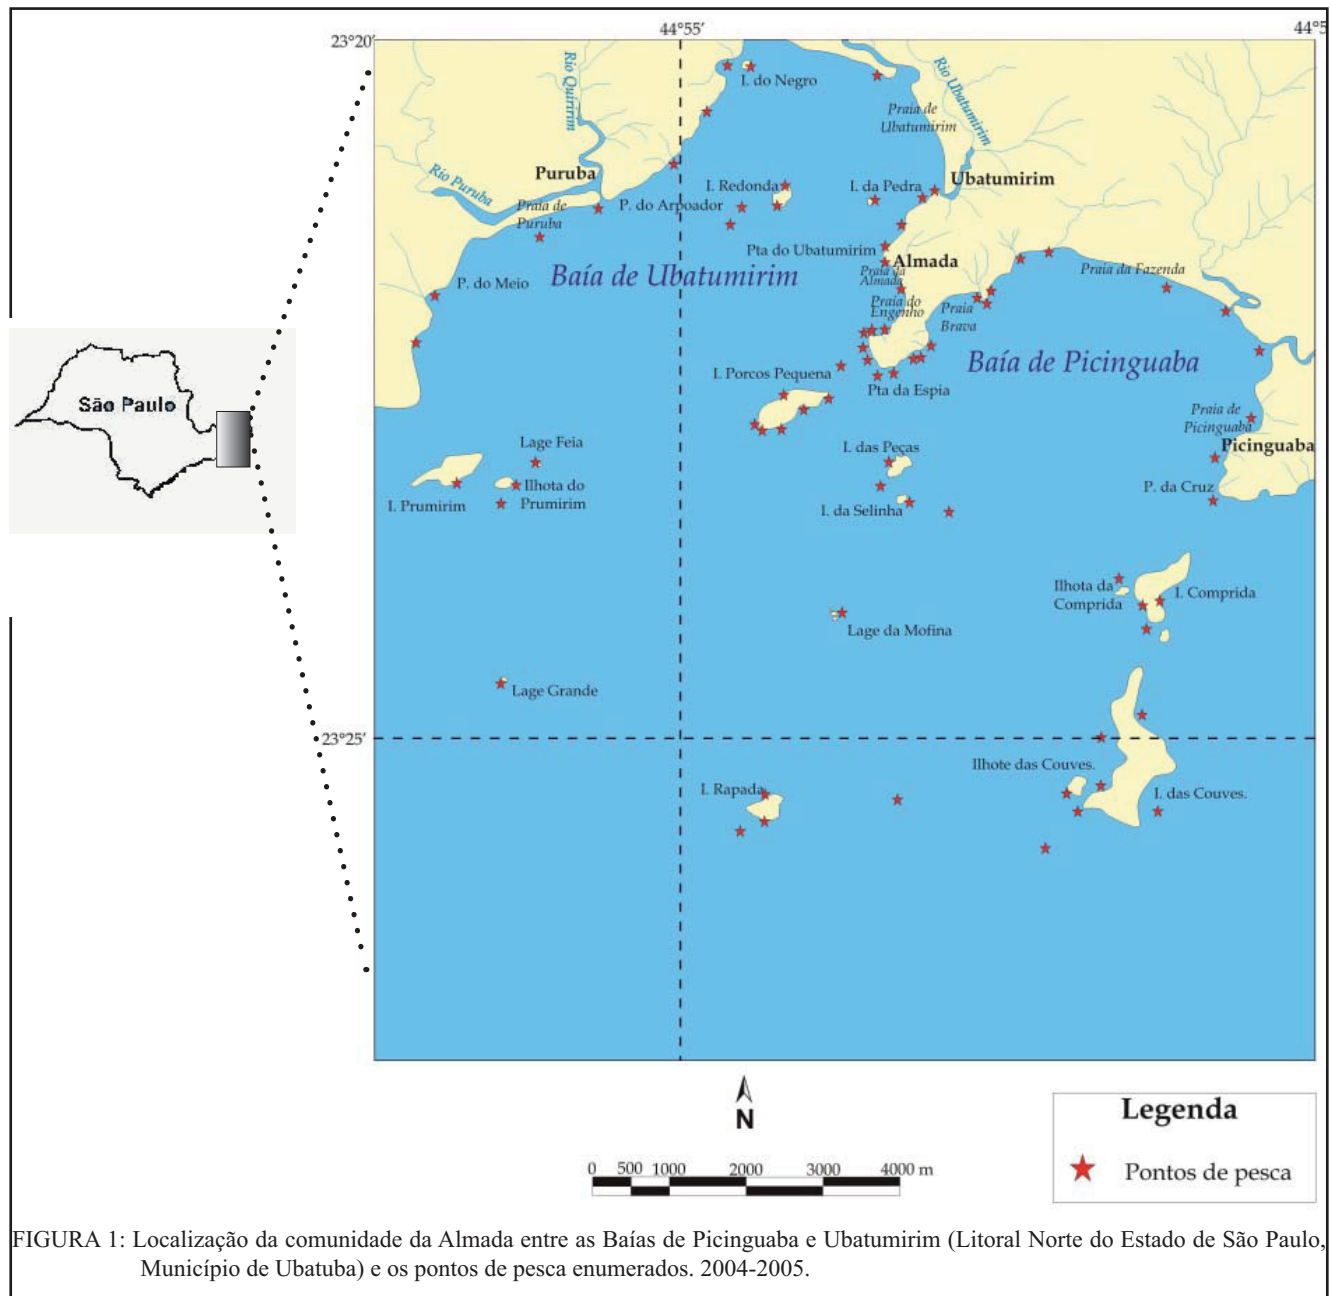 44°55'
44°5
23°20'
Rio Quiririm
I. do Negro
Rio Ubatumirim
Praia de
Ubatumirim
Rio Puruba
Puruba
I. Redonda
I. da Pedra
Ubatumirim
Praia de
Puruba
P. do Arpoador
Pta do Ubatumirim
Almada
Praia da
Almada
Praia da Fazenda
Baía de Ubatumirim
P. do Meio
Praia do
Engenho
Praia
Brava
Baía de Picinguaba
I. Porcos Pequena
Pta da Espia
São Paulo
Praia de
Picinguaba
Picinguaba
Lage Feia
I. das Peças
Ilhota do
Prumirim
I. Prumirim
P. da Cruz
I. da Selinha
Ilhota da
Comprida
I. Comprida
Lage da Mofina
Lage Grande
23°25'
Ilhote das Couves.
I. Rapada
I. das Couves.
N
Legenda
Pontos de pesca
0 500 1000 2000 3000 4000 m
FIGURA 1: Localização da comunidade da Almada entre as Baías de Picinguaba e Ubatumirim (Litoral Norte do Estado de São Paulo,
Município de Ubatuba) e os pontos de pesca enumerados. 2004-2005.